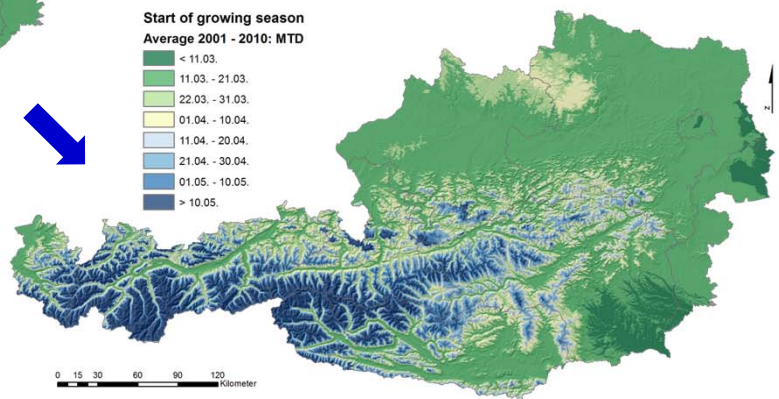 Start of growing season
Average 2001 - 2010: MTD
< 11.03.
11.03. - 21.03.
22.03. - 31.03.
01.04. - 10.04.
11.04. - 20.04.
21.04. - 30.04.
01.05. - 10.05.
> 10.05.
N
0 15 30 60 90 120
Kilometer